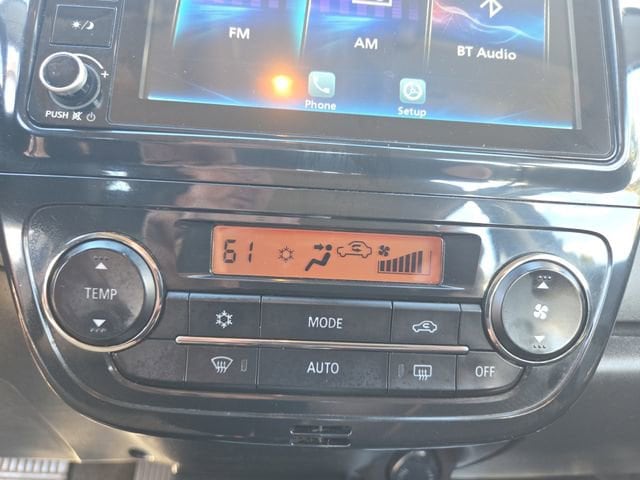 FM
AM
BT Audio
Phone
Setup
PUSH
61
TEMP
MODE
AUTO
OFF